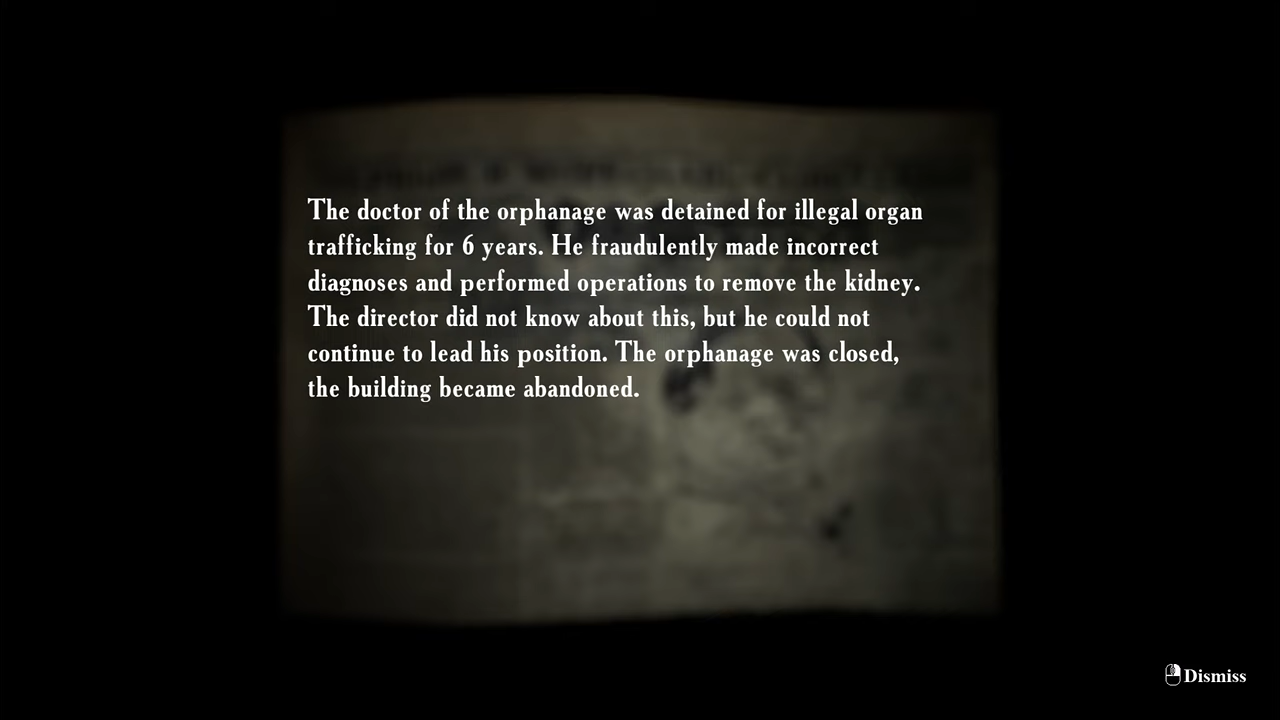 The doctor of the orphanage was detained for illegal organ
trafficking for 6 years. He fraudulently made incorrect
diagnoses and performed operations to remove the kidney.
The director did not know about this, but he could not
continue to lead his position. The orphanage was closed,
the building became abandoned.
Dismiss